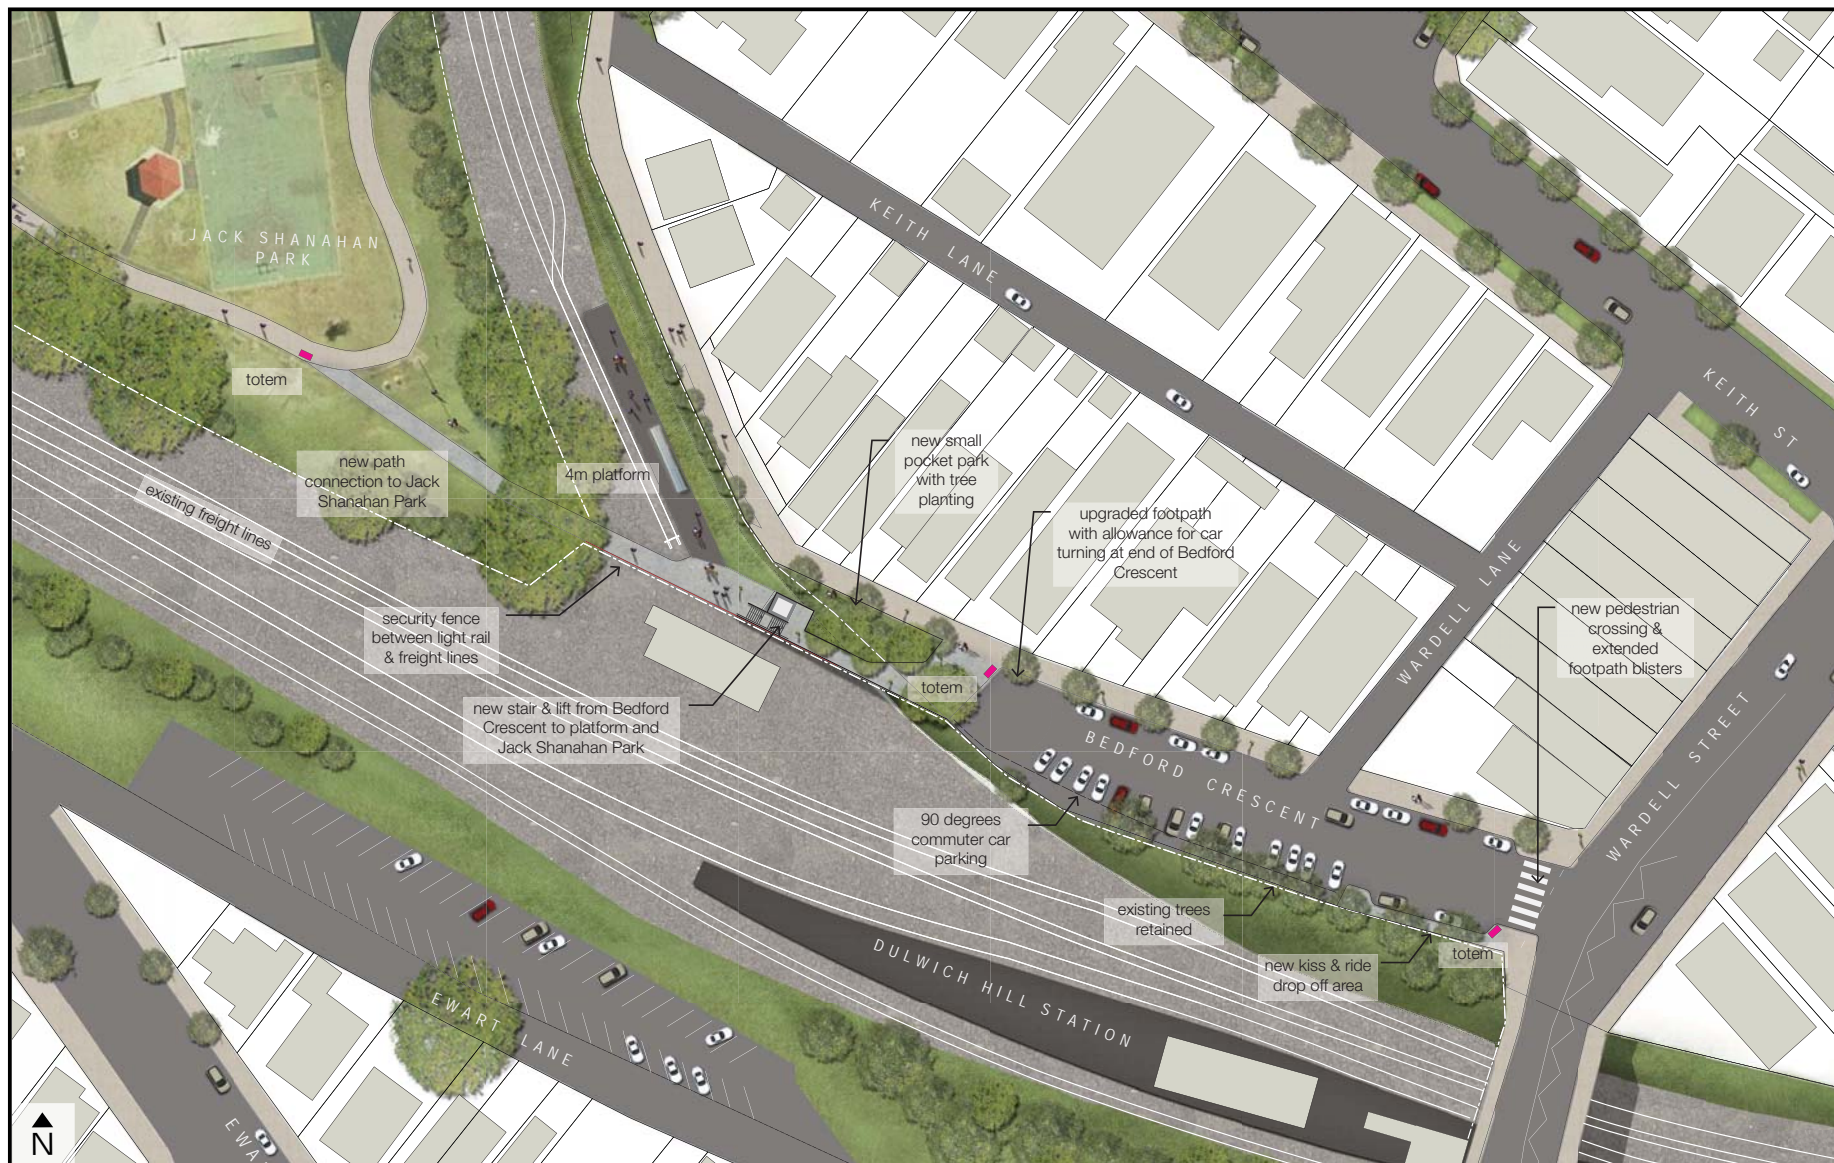 KEITH LANE
JACK SHANAHAN
PARK
KEITH ST
totem
new path
connection to Jack
Shanahan Park
4m platform
new small
pocket park
with tree
planting
existing freight lines
upgraded footpath
with allowance for car
turning at end of Bedford
Crescent
WARDELL LANE
security fence
between light rail
& freight lines
new pedestrian
crossing &
extended
footpath blisters
totem
new stair & lift from Bedford
Crescent to platform and
Jack Shanahan Park
BEDFORD CRESCENT
WARDELL STREET
90 degrees
commuter car
parking
existing trees
retained
totem
new kiss & ride
drop off area
DULWICH HILL STATION
EWART LANE
EWA
N